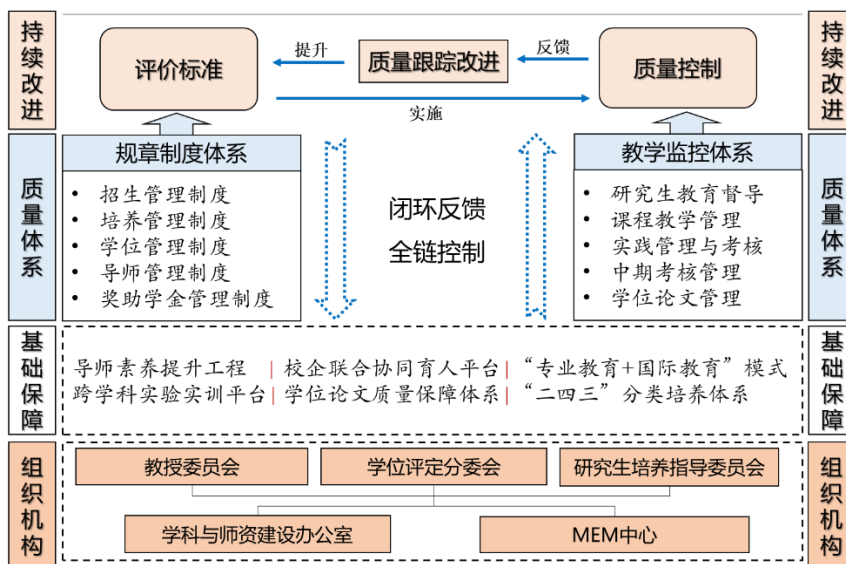 持续改进
评价标准
提升
质量跟踪改进
反馈
质量控制
持续改进
实施
质量体系
规章制度体系
• 招生管理制度
• 培养管理制度
• 学位管理制度
• 导师管理制度
• 奖助学金管理制度
闭环反馈
全链控制
教学监控体系
• 研究生教育督导
• 课程教学管理
• 实践管理与考核
• 中期考核管理
• 学位论文管理
质量体系
基础保障
导师素养提升工程 | 校企联合协同育人平台 | “专业教育+国际教育”模式
跨学科实验实训平台 | 学位论文质量保障体系 | “二四三”分类培养体系
基础保障
组织机构
教授委员会
学位评定分委会
研究生培养指导委员会
学科与师资建设办公室
MEM中心
组织机构